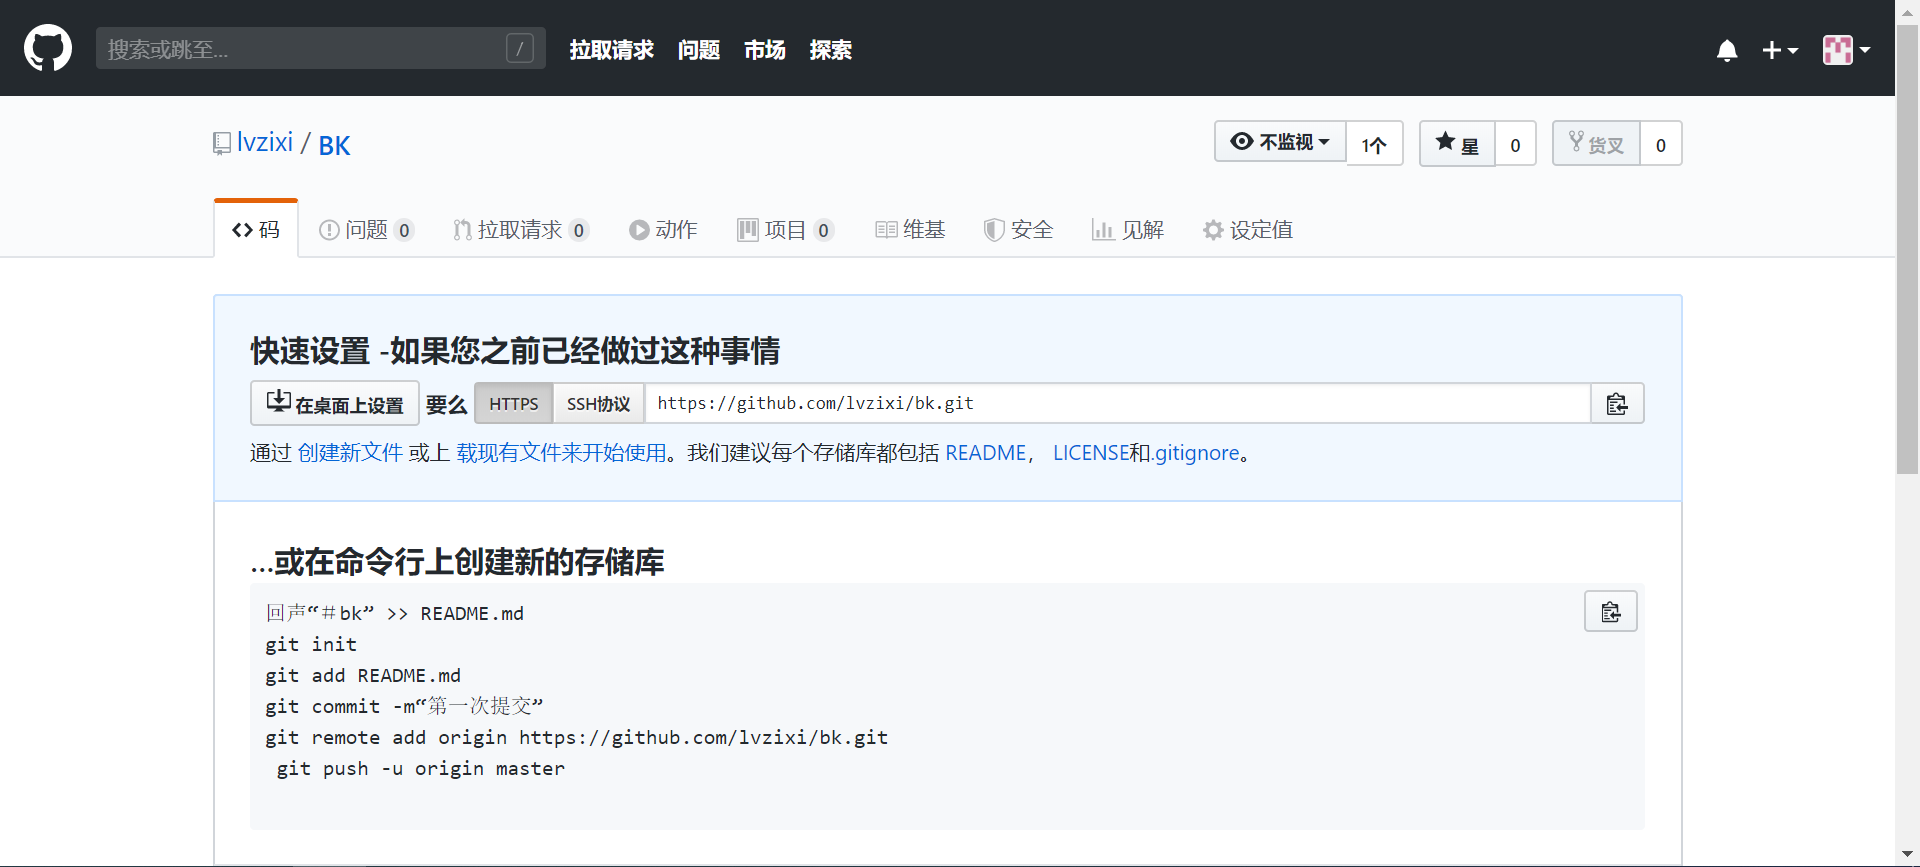 搜索或跳至... / 拉取请求 问题 市场 探索
lvzixi / BK 不监视 1个 星 0 货叉 0
码 问题 0 拉取请求 0 动作 项目 0 维基 安全 见解 设定值
快速设置 -如果您之前已经做过这种事情
在桌面上设置 要么 HTTPS SSH协议 https://github.com/lvzixi/bk.git
通过 创建新文件 或上 载现有文件来开始使用。我们建议每个存储库都包括 README， LICENSE和.gitignore。
...或在命令行上创建新的存储库
回声“＃bk” >> README.md
git init
git add README.md
git commit -m“第一次提交”
git remote add origin https://github.com/lvzixi/bk.git
git push -u origin master